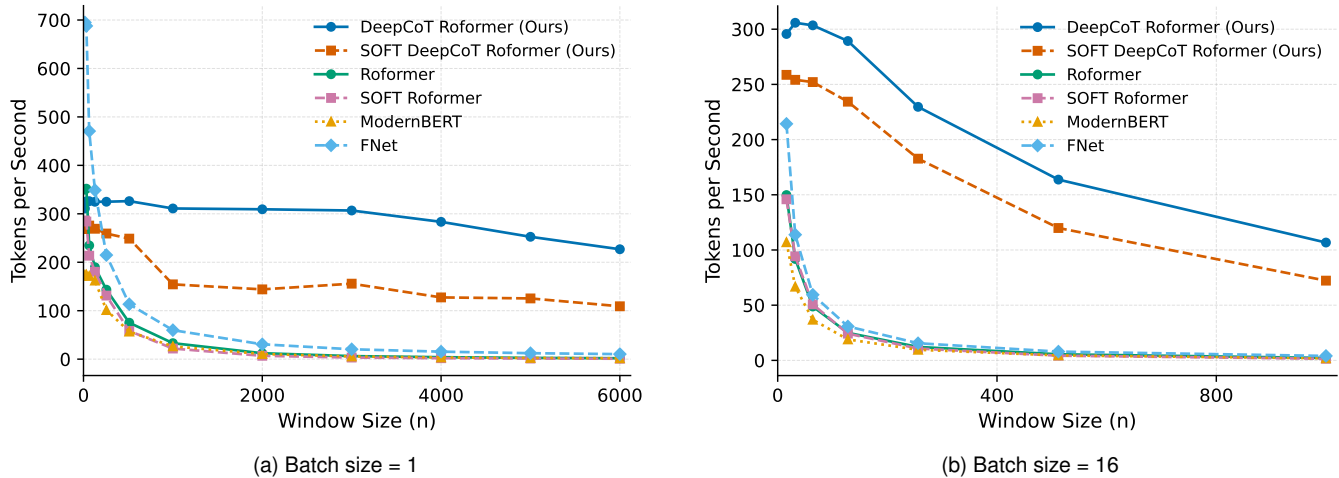 700
600
500
400
300
200
100
0
Tokens per Second
0
2000
4000
6000
Window Size (n)
DeepCoT Roformer (Ours)
SOFT DeepCoT Roformer (Ours)
Roformer
SOFT Roformer
ModernBERT
FNet
(a) Batch size = 1
300
250
200
150
100
50
0
Tokens per Second
0
400
800
Window Size (n)
DeepCoT Roformer (Ours)
SOFT DeepCoT Roformer (Ours)
Roformer
SOFT Roformer
ModernBERT
FNet
(b) Batch size = 16